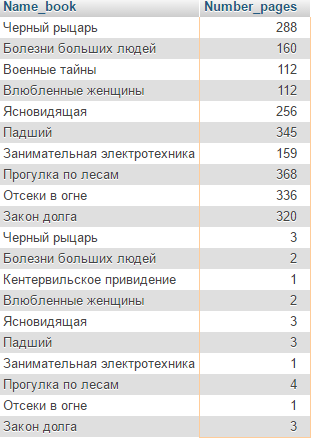 Name_book Number_pages
Черный рыцарь 288
Болезни больших людей 160
Военные тайны 112
Влюбленные женщины 112
Ясновидящая 256
Падший 345
Занимательная электротехника 159
Прогулка по лесам 368
Отсеки в огне 336
Закон долга 320
Черный рыцарь 3
Болезни больших людей 2
Кентервильское привидение 1
Влюбленные женщины 2
Ясновидящая 3
Падший 3
Занимательная электротехника 1
Прогулка по лесам 4
Отсеки в огне 1
Закон долга 3